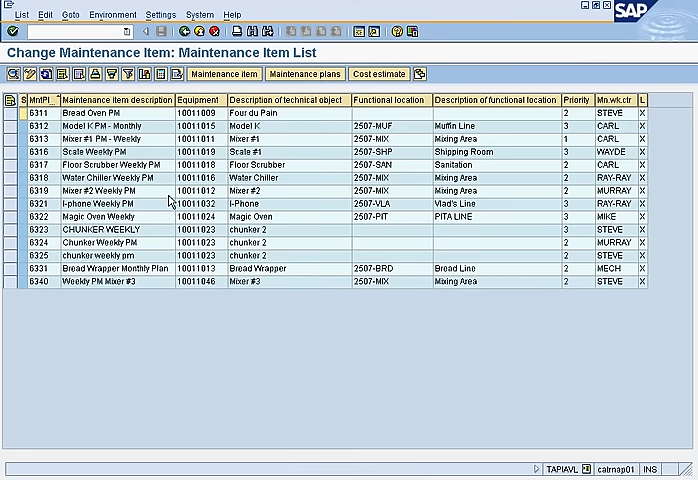 List Edit Goto Environment Settings System Help
SAP
Change Maintenance Item: Maintenance Item List
Maintenance item Maintenance plans Cost estimate
S MntPl Maintenance item description Equipment Description of technical object Functional location Description of functional location Priority Mn.wk.ctr L
6311 Bread Oven PM 10011009 Four du Pain 2 STEVE X
6312 Model K PM - Monthly 10011019 Model K 2507-MUF Muffin Line 3 CARL X
6313 Mixer #1 PM - Weekly 10011011 Mixer #1 2507-MIX Mixing Area 1 CARL X
6316 Scale Weekly PM 10011015 Scale #1 2507-SHP Shipping Room 3 WAYDE X
6317 Floor Scrubber Weekly PM 10011018 Floor Scrubber 2507-SAN Sanitation 2 CARL X
6318 Water Chiller Weekly PM 10011016 Water Chiller 2507-MIX Mixing Area 2 RAY-RAY X
6319 Mixer #2 Weekly PM 10011012 Mixer #2 2507-MIX Mixing Area 2 MURRAY X
6321 I-phone Weekly PM 10011032 I-Phone 2507-VLA Vlad's Line 3 RAY-RAY X
6322 Magic Oven Weekly 10011024 Magic Oven 2507-PIT PITA LINE 3 MIKE X
6323 CHUNKER WEEKLY 10011023 chunker 2 3 STEVE X
6324 Chunker Weekly PM 10011023 chunker 2 2 MURRAY X
6325 chunker weekly pm 10011023 chunker 2 2 STEVE X
6331 Bread Wrapper Monthly Plan 10011013 Bread Wrapper 2507-BRD Bread Line 2 MECH X
6340 Weekly PM Mixer #3 10011046 Mixer #3 2507-MIX Mixing Area 2 STEVE X
TAPIAVL catrnap01 INS